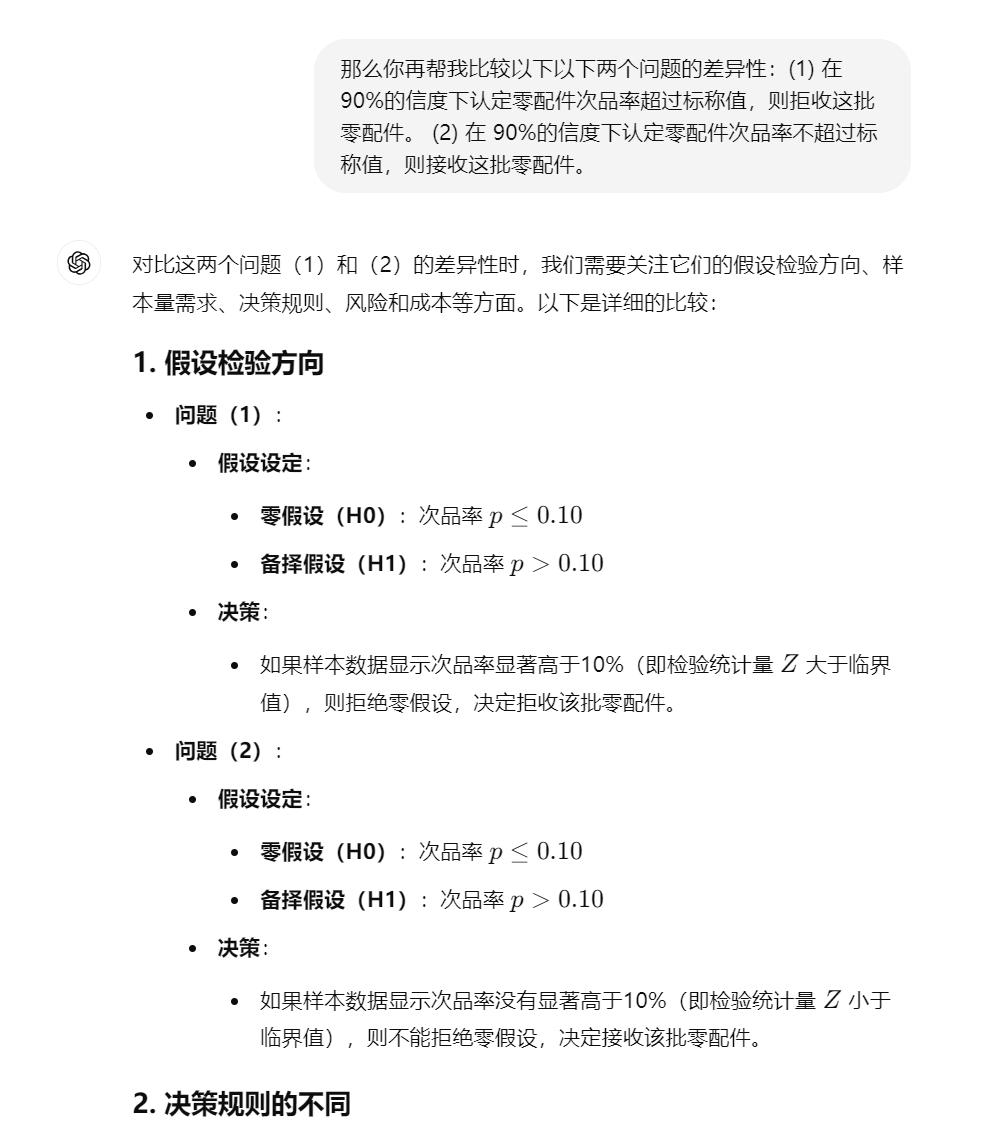 那么你再帮我比较以下以下两个问题的差异性：(1) 在
90%的信度下认定零配件次品率超过标称值，则拒收这批
零配件。 (2) 在 90%的信度下认定零配件次品率不超过标
称值，则接收这批零配件。
对比这两个问题（1）和（2）的差异性时，我们需要关注它们的假设检验方向、样
本量需求、决策规则、风险和成本等方面。以下是详细的比较：
1. 假设检验方向
• 问题（1）：
• 假设设定：
• 零假设（H0）：次品率 p ≤ 0.10
• 备择假设（H1）：次品率 p > 0.10
• 决策：
• 如果样本数据显示次品率显著高于10%（即检验统计量 Z 大于临界
值），则拒绝零假设，决定拒收该批零配件。
• 问题（2）：
• 假设设定：
• 零假设（H0）：次品率 p ≤ 0.10
• 备择假设（H1）：次品率 p > 0.10
• 决策：
• 如果样本数据显示次品率没有显著高于10%（即检验统计量 Z 小于
临界值），则不能拒绝零假设，决定接收该批零配件。
2. 决策规则的不同